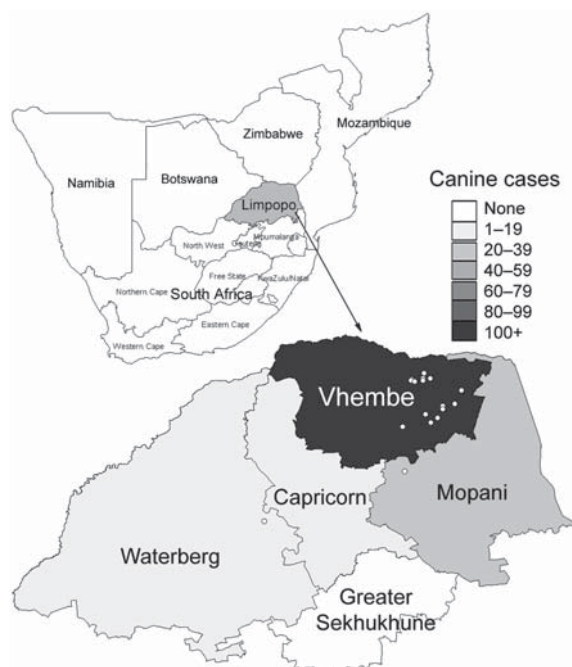 Zimbabwe
Mozambique
Namibia
Botswana
Limpopo
North West
Gauteng
Mpumalanga
Free State
KwaZulu/Natal
Northern Cape
South Africa
Eastern Cape
Western Cape
Canine cases
None
1–19
20–39
40–59
60–79
80–99
100+
Vhembe
Capricorn
Mopani
Waterberg
Greater
Sekhukhune